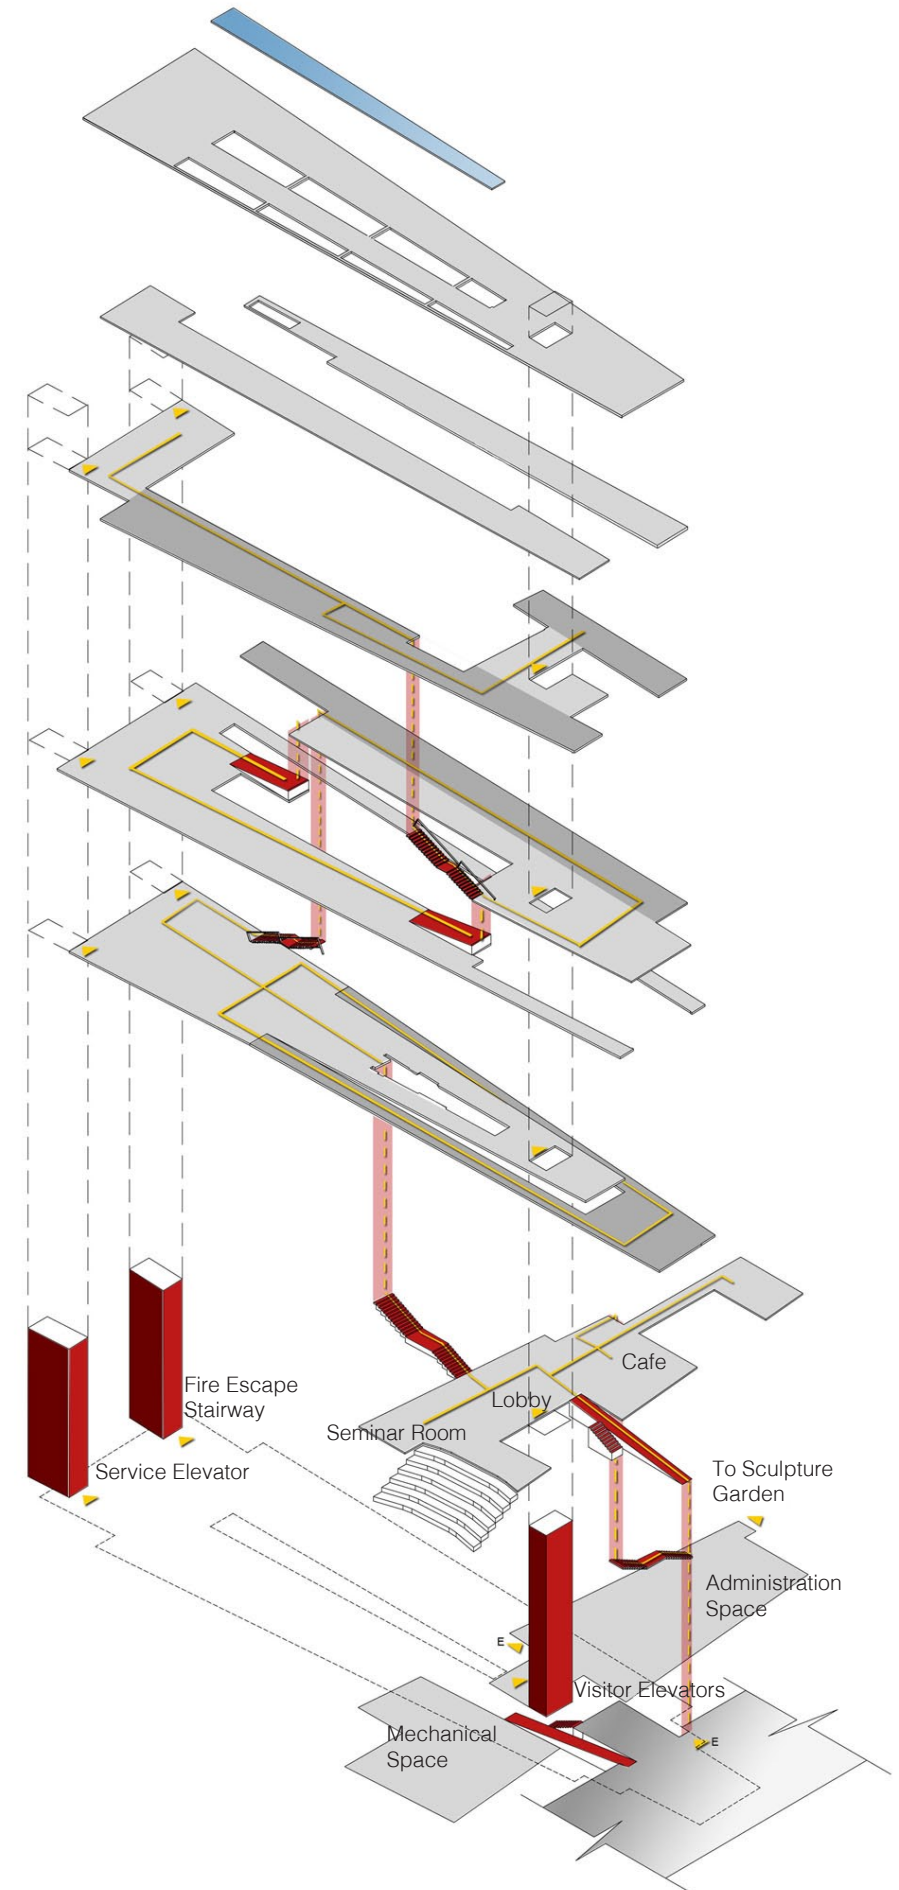 Cafe
Fire Escape
Stairway
Lobby
Seminar Room
Service Elevator
To Sculpture
Garden
Administration
Space
E
Visitor Elevators
Mechanical
Space
E